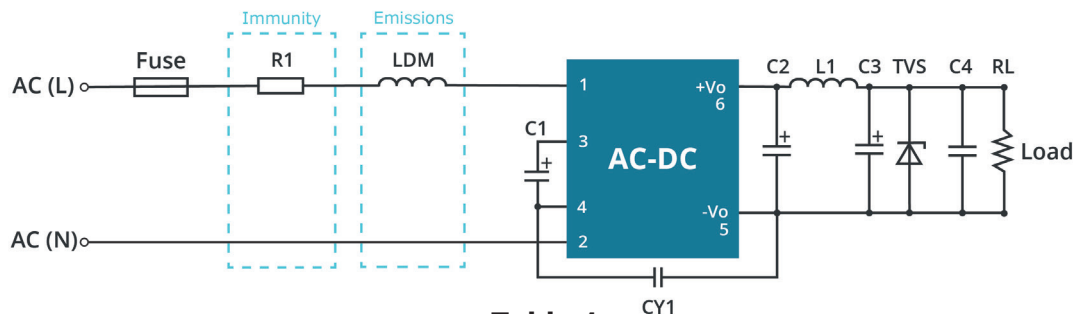 Immunity
Emissions
Fuse
R1
LDM
C2
L1
C3
TVS
C4
RL
AC (L)
1
+Vo
6
C1
3
AC-DC
Load
4
-Vo
5
AC (N)
2
CY1